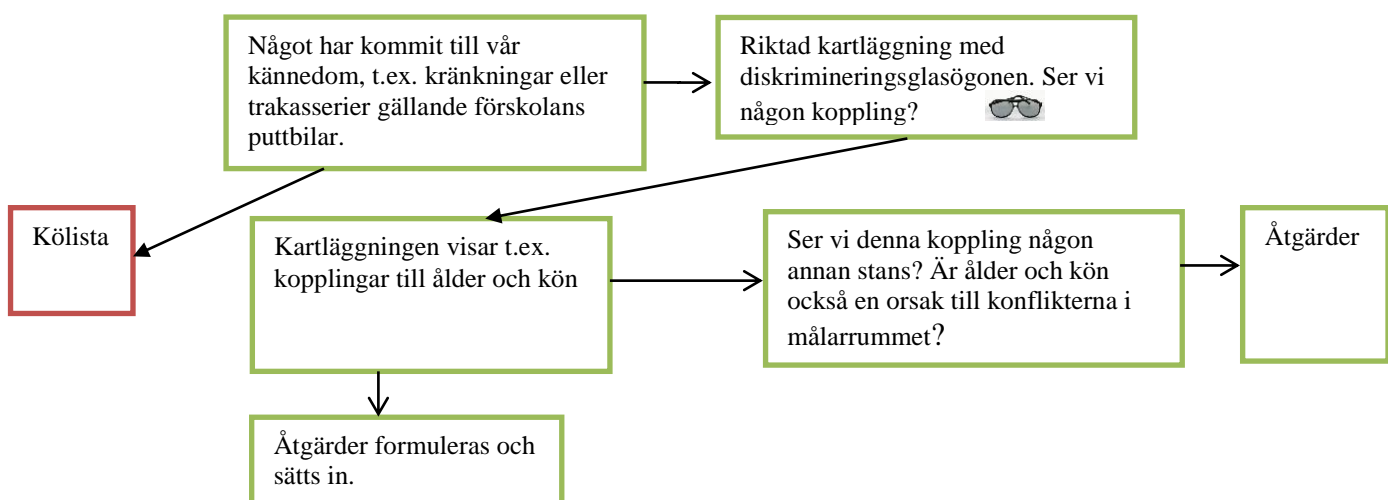 Något har kommit till vår
kännedom, t.ex. kränkningar eller
trakasserier gällande förskolans
puttbilar.
Riktad kartläggning med
diskrimineringsglasögonen. Ser vi
någon koppling?
Kölista
Kartläggningen visar t.ex.
kopplingar till ålder och kön
Ser vi denna koppling någon
annan stans? Är ålder och kön
också en orsak till konflikterna i
målarrummet?
Åtgärder
Åtgärder formuleras och
sätts in.